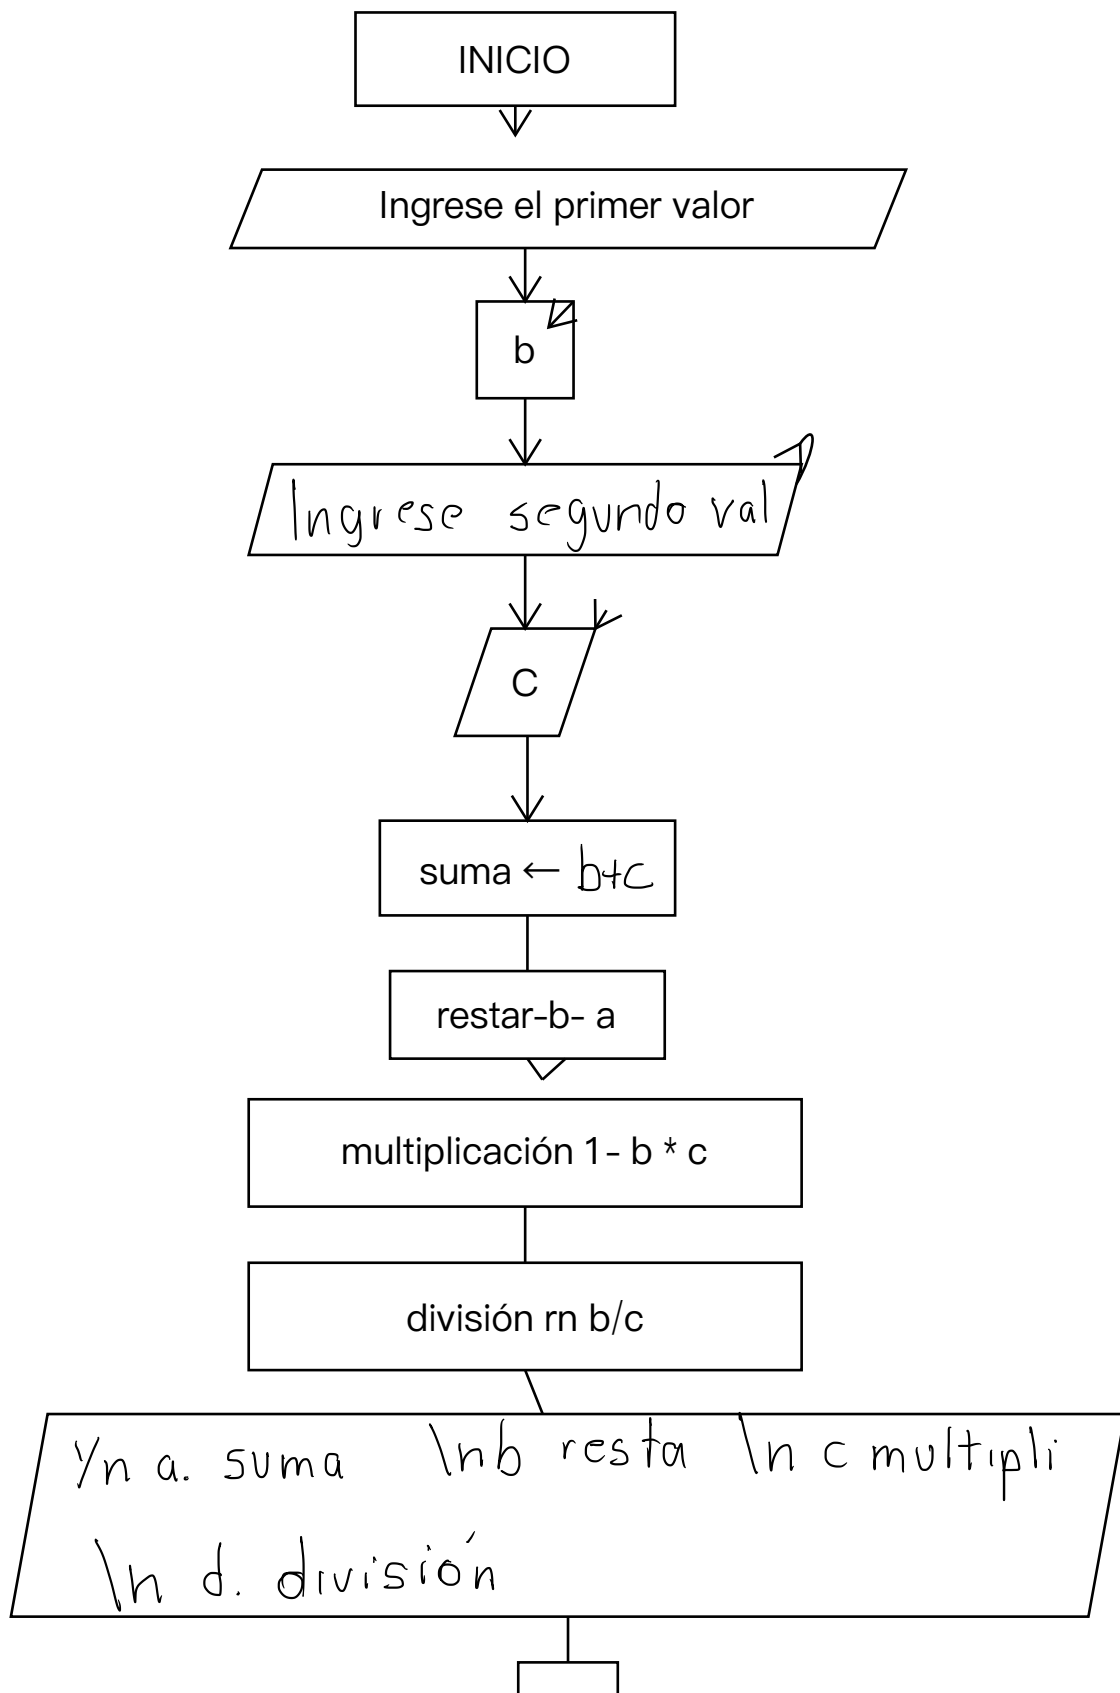 INICIO
Ingrese el primer valor
b
Ingrese segundo val
C
suma ← b+c
restar-b- a
multiplicación 1- b * c
división rn b/c
\n a. suma \nb resta \n c multipli
\n d. división